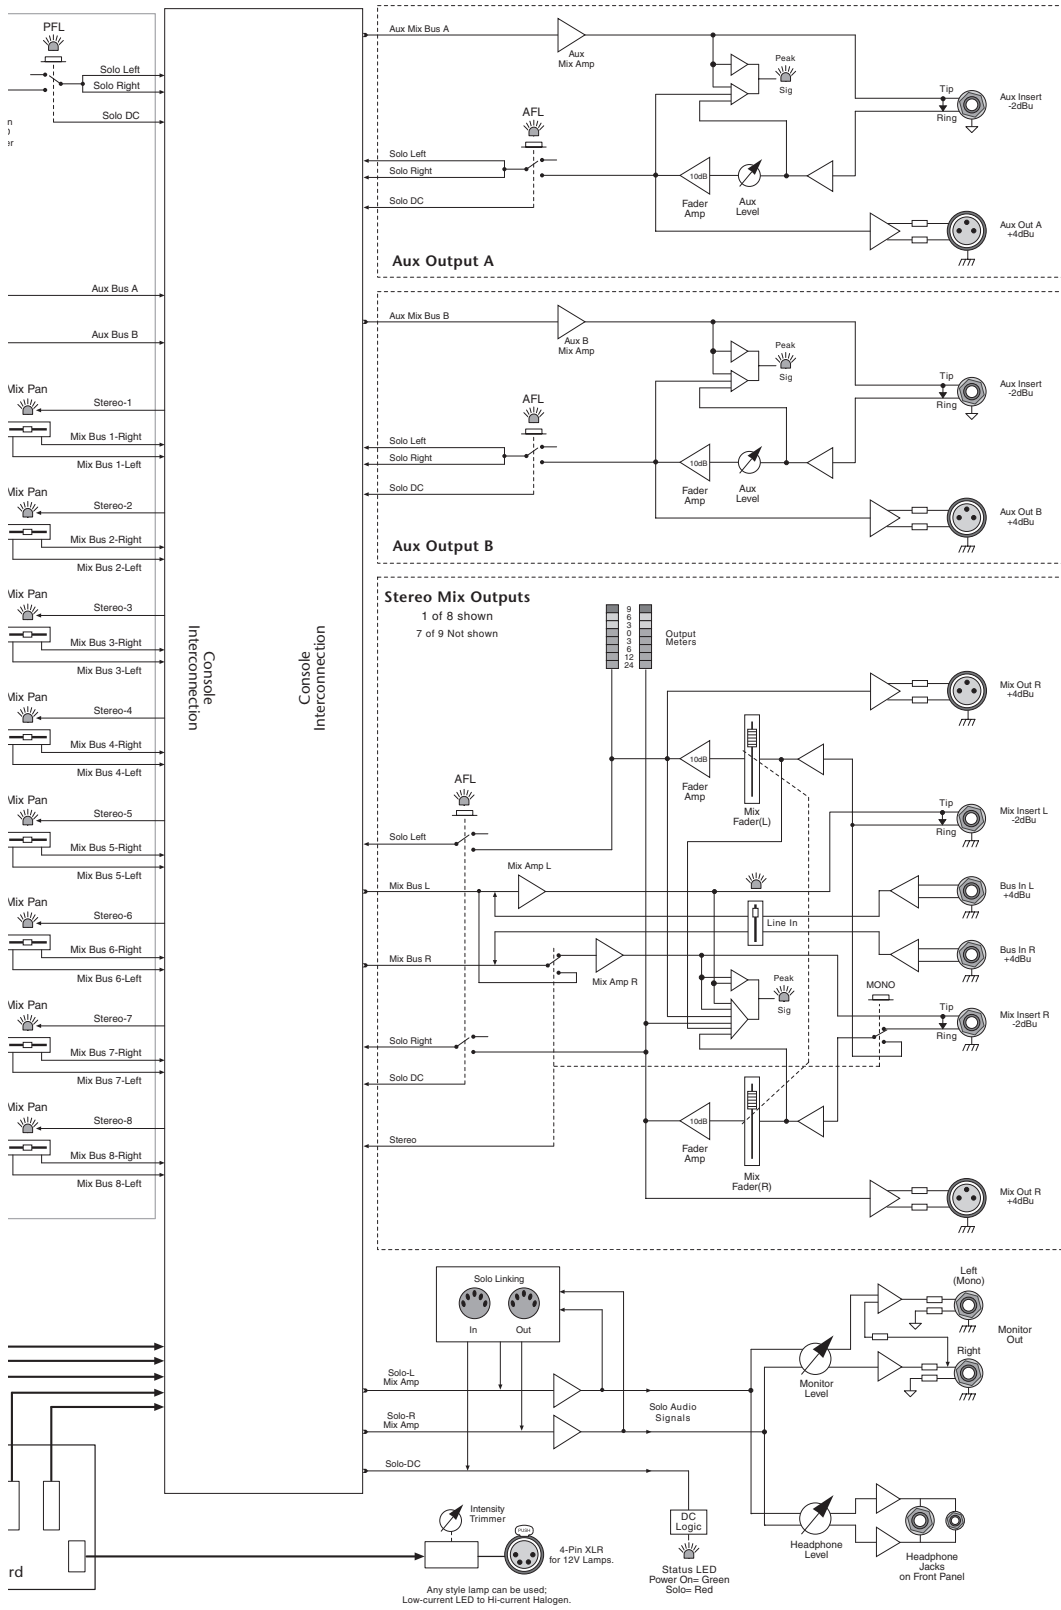 PFL
Solo Left
Solo Right
Solo DC
n
er
Aux Bus A
Aux Bus B
Mix Pan
Stereo-1
Mix Bus 1-Right
Mix Bus 1-Left
Mix Pan
Stereo-2
Mix Bus 2-Right
Mix Bus 2-Left
Mix Pan
Stereo-3
Mix Bus 3-Right
Mix Bus 3-Left
Mix Pan
Stereo-4
Mix Bus 4-Right
Mix Bus 4-Left
Mix Pan
Stereo-5
Mix Bus 5-Right
Mix Bus 5-Left
Mix Pan
Stereo-6
Mix Bus 6-Right
Mix Bus 6-Left
Mix Pan
Stereo-7
Mix Bus 7-Right
Mix Bus 7-Left
Mix Pan
Stereo-8
Mix Bus 8-Right
Mix Bus 8-Left
rd
Console
Interconnection
Console
Interconnection
Aux Mix Bus A
Aux
Mix Amp
Peak
Sig
Tip
Ring
Aux Insert
-2dBu
AFL
Solo Left
Solo Right
Solo DC
10dB
Fader
Amp
Aux
Level
Aux Out A
+4dBu
Aux Output A
Aux Mix Bus B
Aux B
Mix Amp
Peak
Sig
Tip
Ring
Aux Insert
-2dBu
AFL
Solo Left
Solo Right
Solo DC
10dB
Fader
Amp
Aux
Level
Aux Out B
+4dBu
Aux Output B
Stereo Mix Outputs
1 of 8 shown
7 of 9 Not shown
9
6
3
0
3
6
12
24
Output
Meters
Mix Out R
+4dBu
10dB
Fader
Amp
Mix
Fader(L)
AFL
Solo Left
Tip
Ring
Mix Insert L
-2dBu
Mix Amp L
Mix Bus L
Bus In L
+4dBu
Line In
Mix Bus R
Mix Amp R
Bus In R
+4dBu
Peak
Sig
MONO
Tip
Ring
Mix Insert R
-2dBu
Solo Right
Solo DC
10dB
Fader
Amp
Mix
Fader(R)
Stereo
Mix Out R
+4dBu
Solo Linking
In
Out
Left
(Mono)
Monitor
Out
Right
Monitor
Level
Solo-L
Mix Amp
Solo Audio
Signals
Solo-R
Mix Amp
Solo-DC
Intensity
Trimmer
PUSH
4-Pin XLR
for 12V Lamps.
Any style lamp can be used;
Low-current LED to Hi-current Halogen.
DC
Logic
Status LED
Power On= Green
Solo= Red
Headphone
Level
Headphone
Jacks
on Front Panel